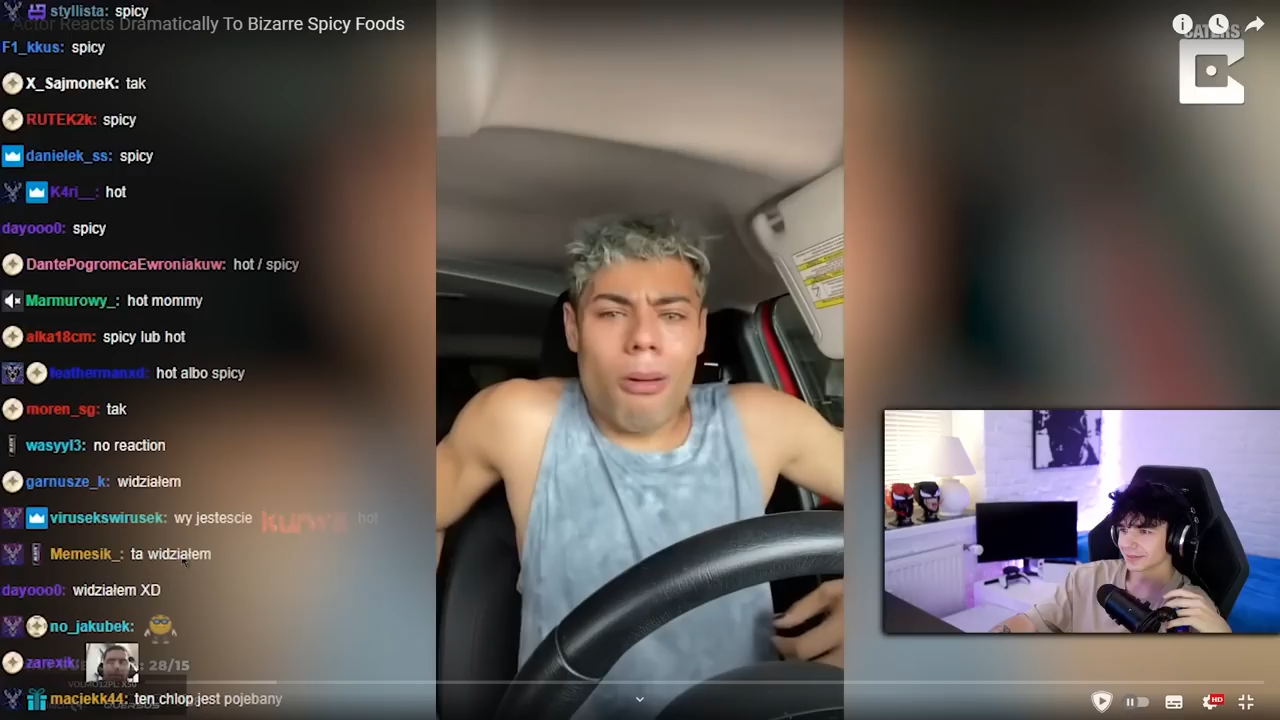 styllista: spicy
Actor Reacts Dramatically To Bizarre Spicy Foods
CATERS
F1_kkus: spicy
X_SajmoneK: tak
RUTEK2k: spicy
danielek_ss: spicy
K4ri__: hot
dayooo0: spicy
DantePogromcaEwroniakuw: hot / spicy
Marmurowy_: hot mommy
alka18cm: spicy lub hot
feathermanxd: hot albo spicy
moren_sg: tak
wasyyl3: no reaction
garnusze_k: widziałem
virusekswirusek: wy jestescie kurwa hot
Memesik_: ta widziałem
dayooo0: widziałem XD
no_jakubek:
zarexik: : 28/15
maciekk44: ten chlop jest pojebany
HD